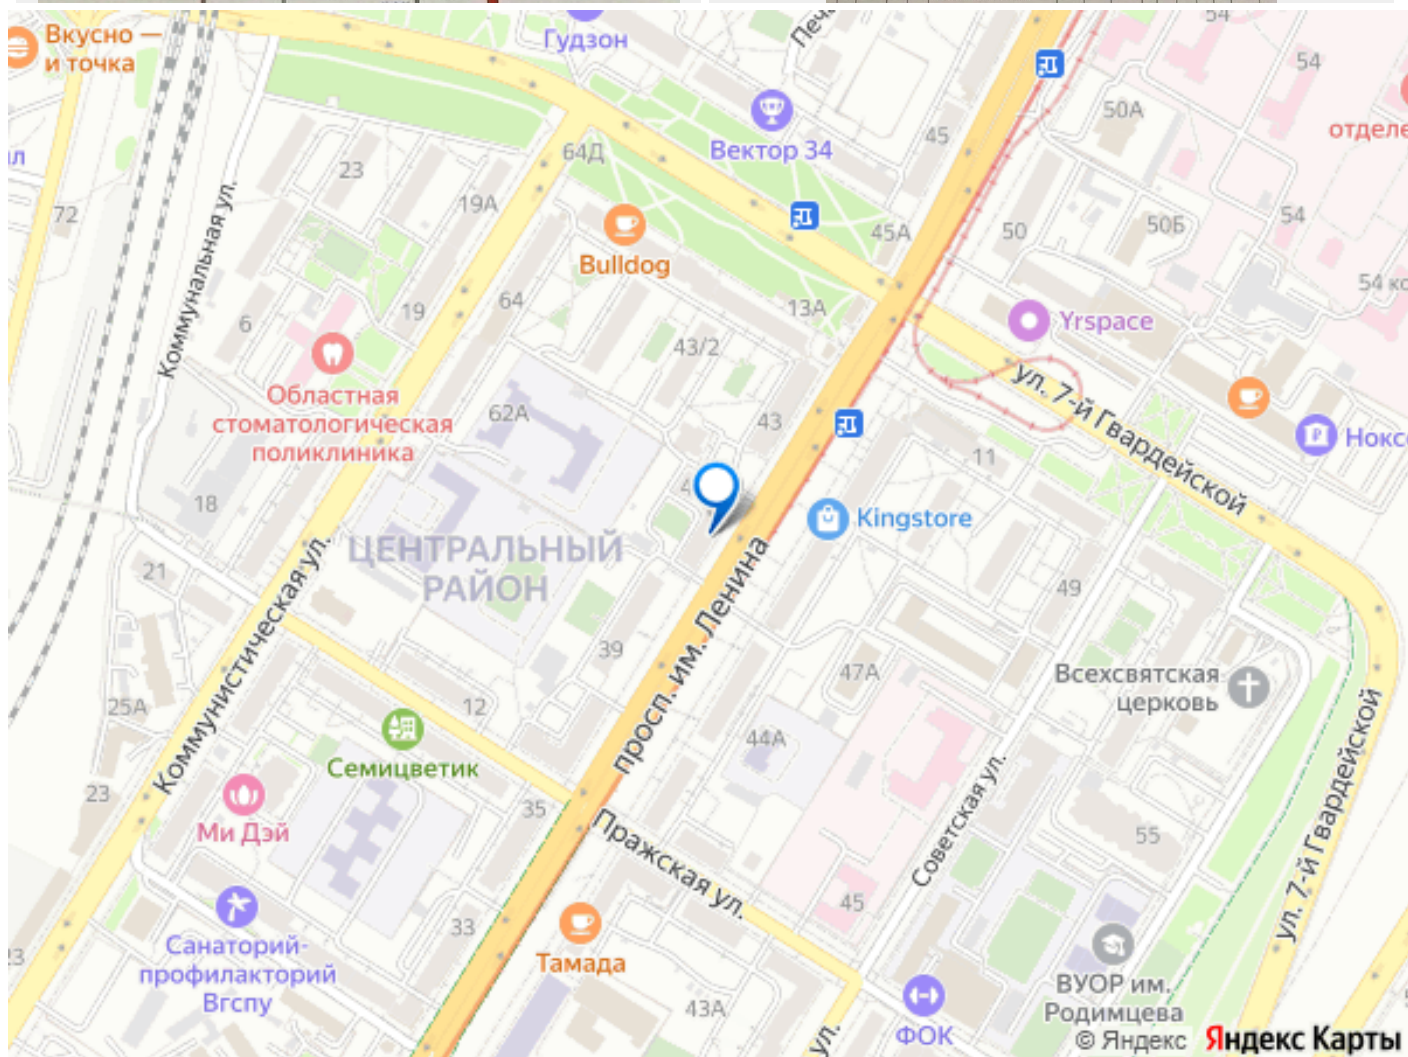 Вкусно —
и точка
Гудзон
54
54
50А
45
Вектор 34
отделе
64Д
23
19А
72
Коммунальная ул.
45А
50
50Б
54
Bulldog
64
13А
54 ко
19
6
43/2
Yrspace
ул. 7-й Гвардейской
Областная
стоматологическая
поликлиника
62А
43
11
Нокс
18
Kingstore
ЦЕНТРАЛЬНЫЙ
РАЙОН
21
Коммунистическая ул.
просп. им. Ленина
49
39
47А
Всехсвятская
церковь
25А
12
44А
Семицветик
23
35
Ми Дэй
Пражская ул.
Советская ул.
55
ул. 7-й Гвардейской
45
33
Санаторий-
профилакторий
Вгспу
Тамада
43А
ФОК
ВУОР им.
Родимцева
ул.
© Яндекс Яндекс Карты